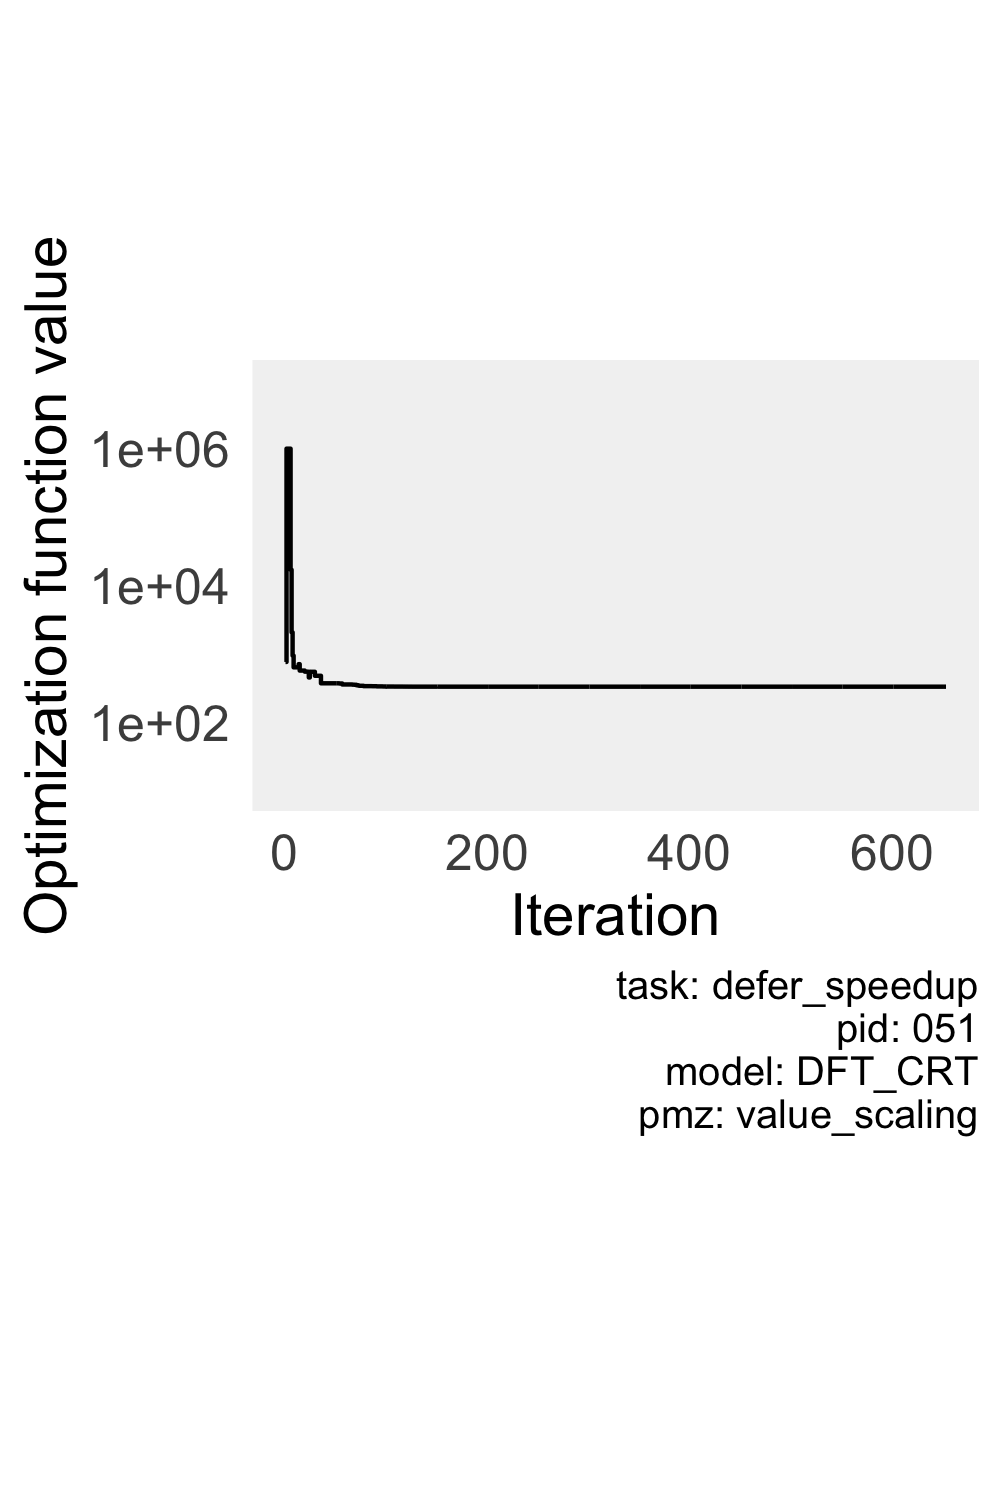 Optimization function value
1e+06
1e+04
1e+02
0 200 400 600
Iteration
task: defer_speedup
pid: 051
model: DFT_CRT
pmz: value_scaling